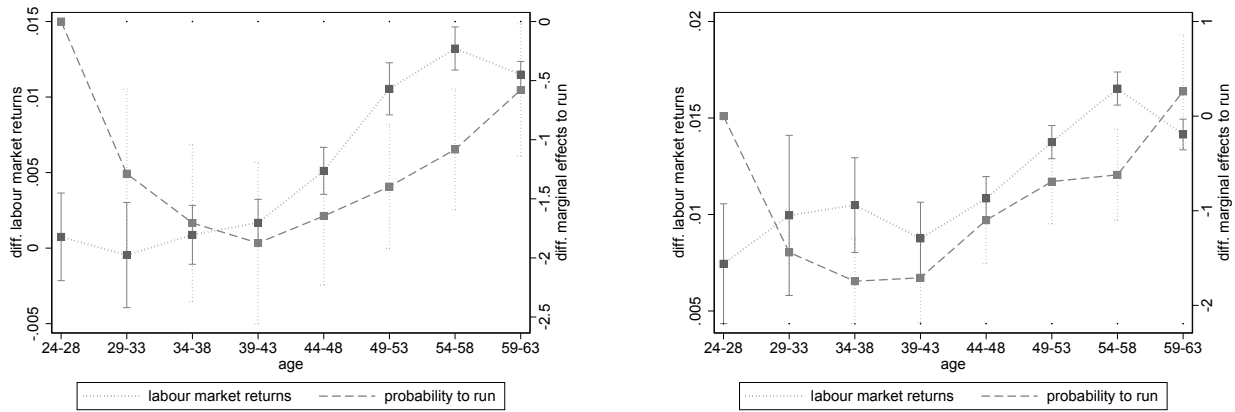 .015
.01
.005
0
-.005
diff. labour market returns
0
-.5
-1
-1.5
-2
-2.5
diff. marginal effects to run
24-28 29-33 34-38 39-43 44-48 49-53 54-58 59-63
age
labour market returns probability to run
.02
.015
.01
.005
diff. labour market returns
1
0
-1
-2
diff. marginal effects to run
24-28 29-33 34-38 39-43 44-48 49-53 54-58 59-63
age
labour market returns probability to run